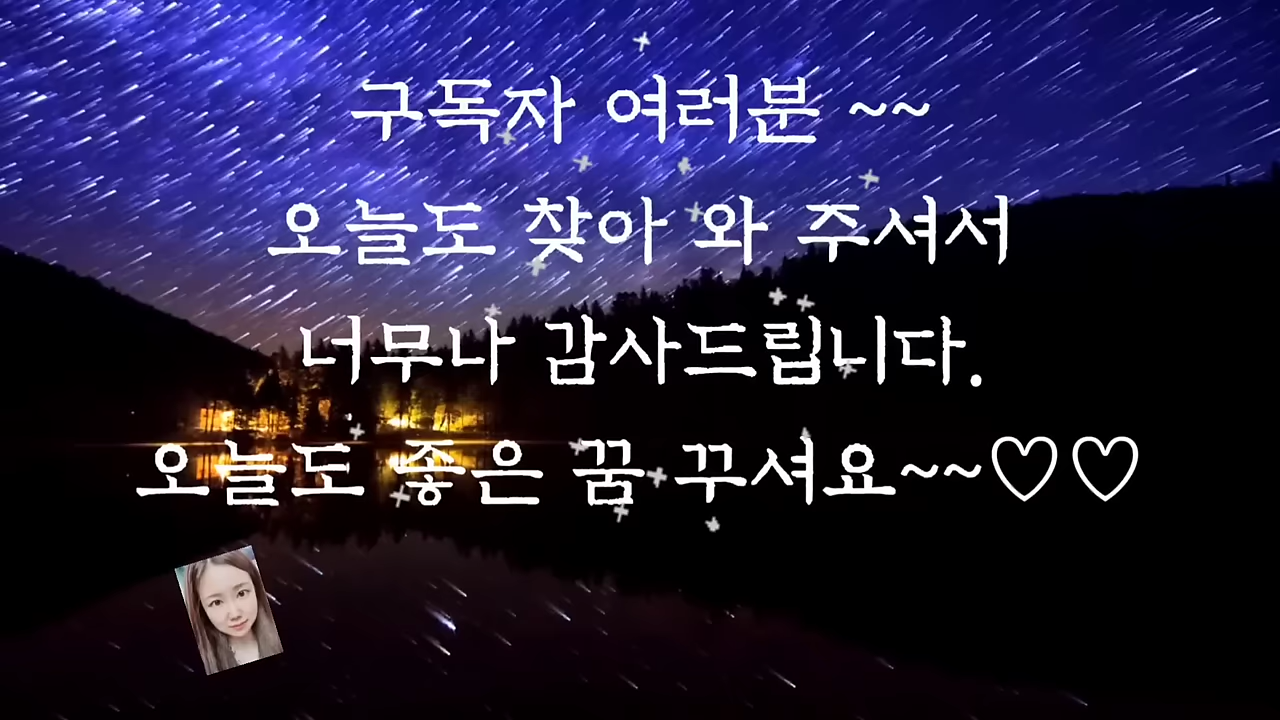 구독자 여러분 ~~
오늘도 찾아 와 주셔서
너무나 감사드립니다.
오늘도 좋은 꿈 꾸셔요~~♡♡